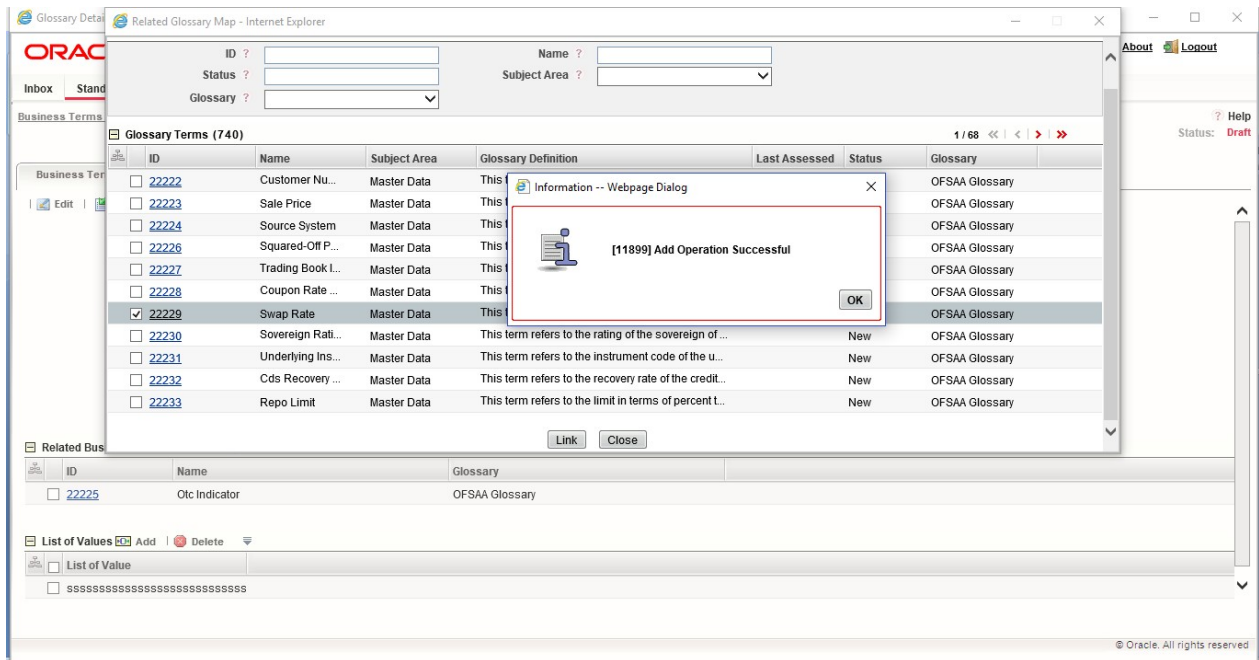 Glossary Detai
Related Glossary Map - Internet Explorer
ORAC
About Logout
ID ? Name ?
Status ? Subject Area ?
Glossary ?
Inbox Stand
Business Terms
? Help
Status: Draft
Glossary Terms (740) 1 / 68
ID Name Subject Area Glossary Definition Last Assessed Status Glossary
Business Ter
Edit
22222 Customer Nu... Master Data This OFSAA Glossary
22223 Sale Price Master Data This OFSAA Glossary
22224 Source System Master Data This OFSAA Glossary
22226 Squared-Off P... Master Data This OFSAA Glossary
22227 Trading Book I... Master Data This OFSAA Glossary
22228 Coupon Rate ... Master Data This OFSAA Glossary
22229 Swap Rate Master Data This OFSAA Glossary
22230 Sovereign Rati... Master Data This term refers to the rating of the sovereign of ... New OFSAA Glossary
22231 Underlying Ins... Master Data This term refers to the instrument code of the u... New OFSAA Glossary
22232 Cds Recovery ... Master Data This term refers to the recovery rate of the credit... New OFSAA Glossary
22233 Repo Limit Master Data This term refers to the limit in terms of percent t... New OFSAA Glossary
Information -- Webpage Dialog
[11899] Add Operation Successful
OK
Link Close
Related Bus
ID Name Glossary
22225 Otc Indicator OFSAA Glossary
List of Values Add Delete
List of Value
ssssssssssssssssssssssssssss
© Oracle. All rights reserved